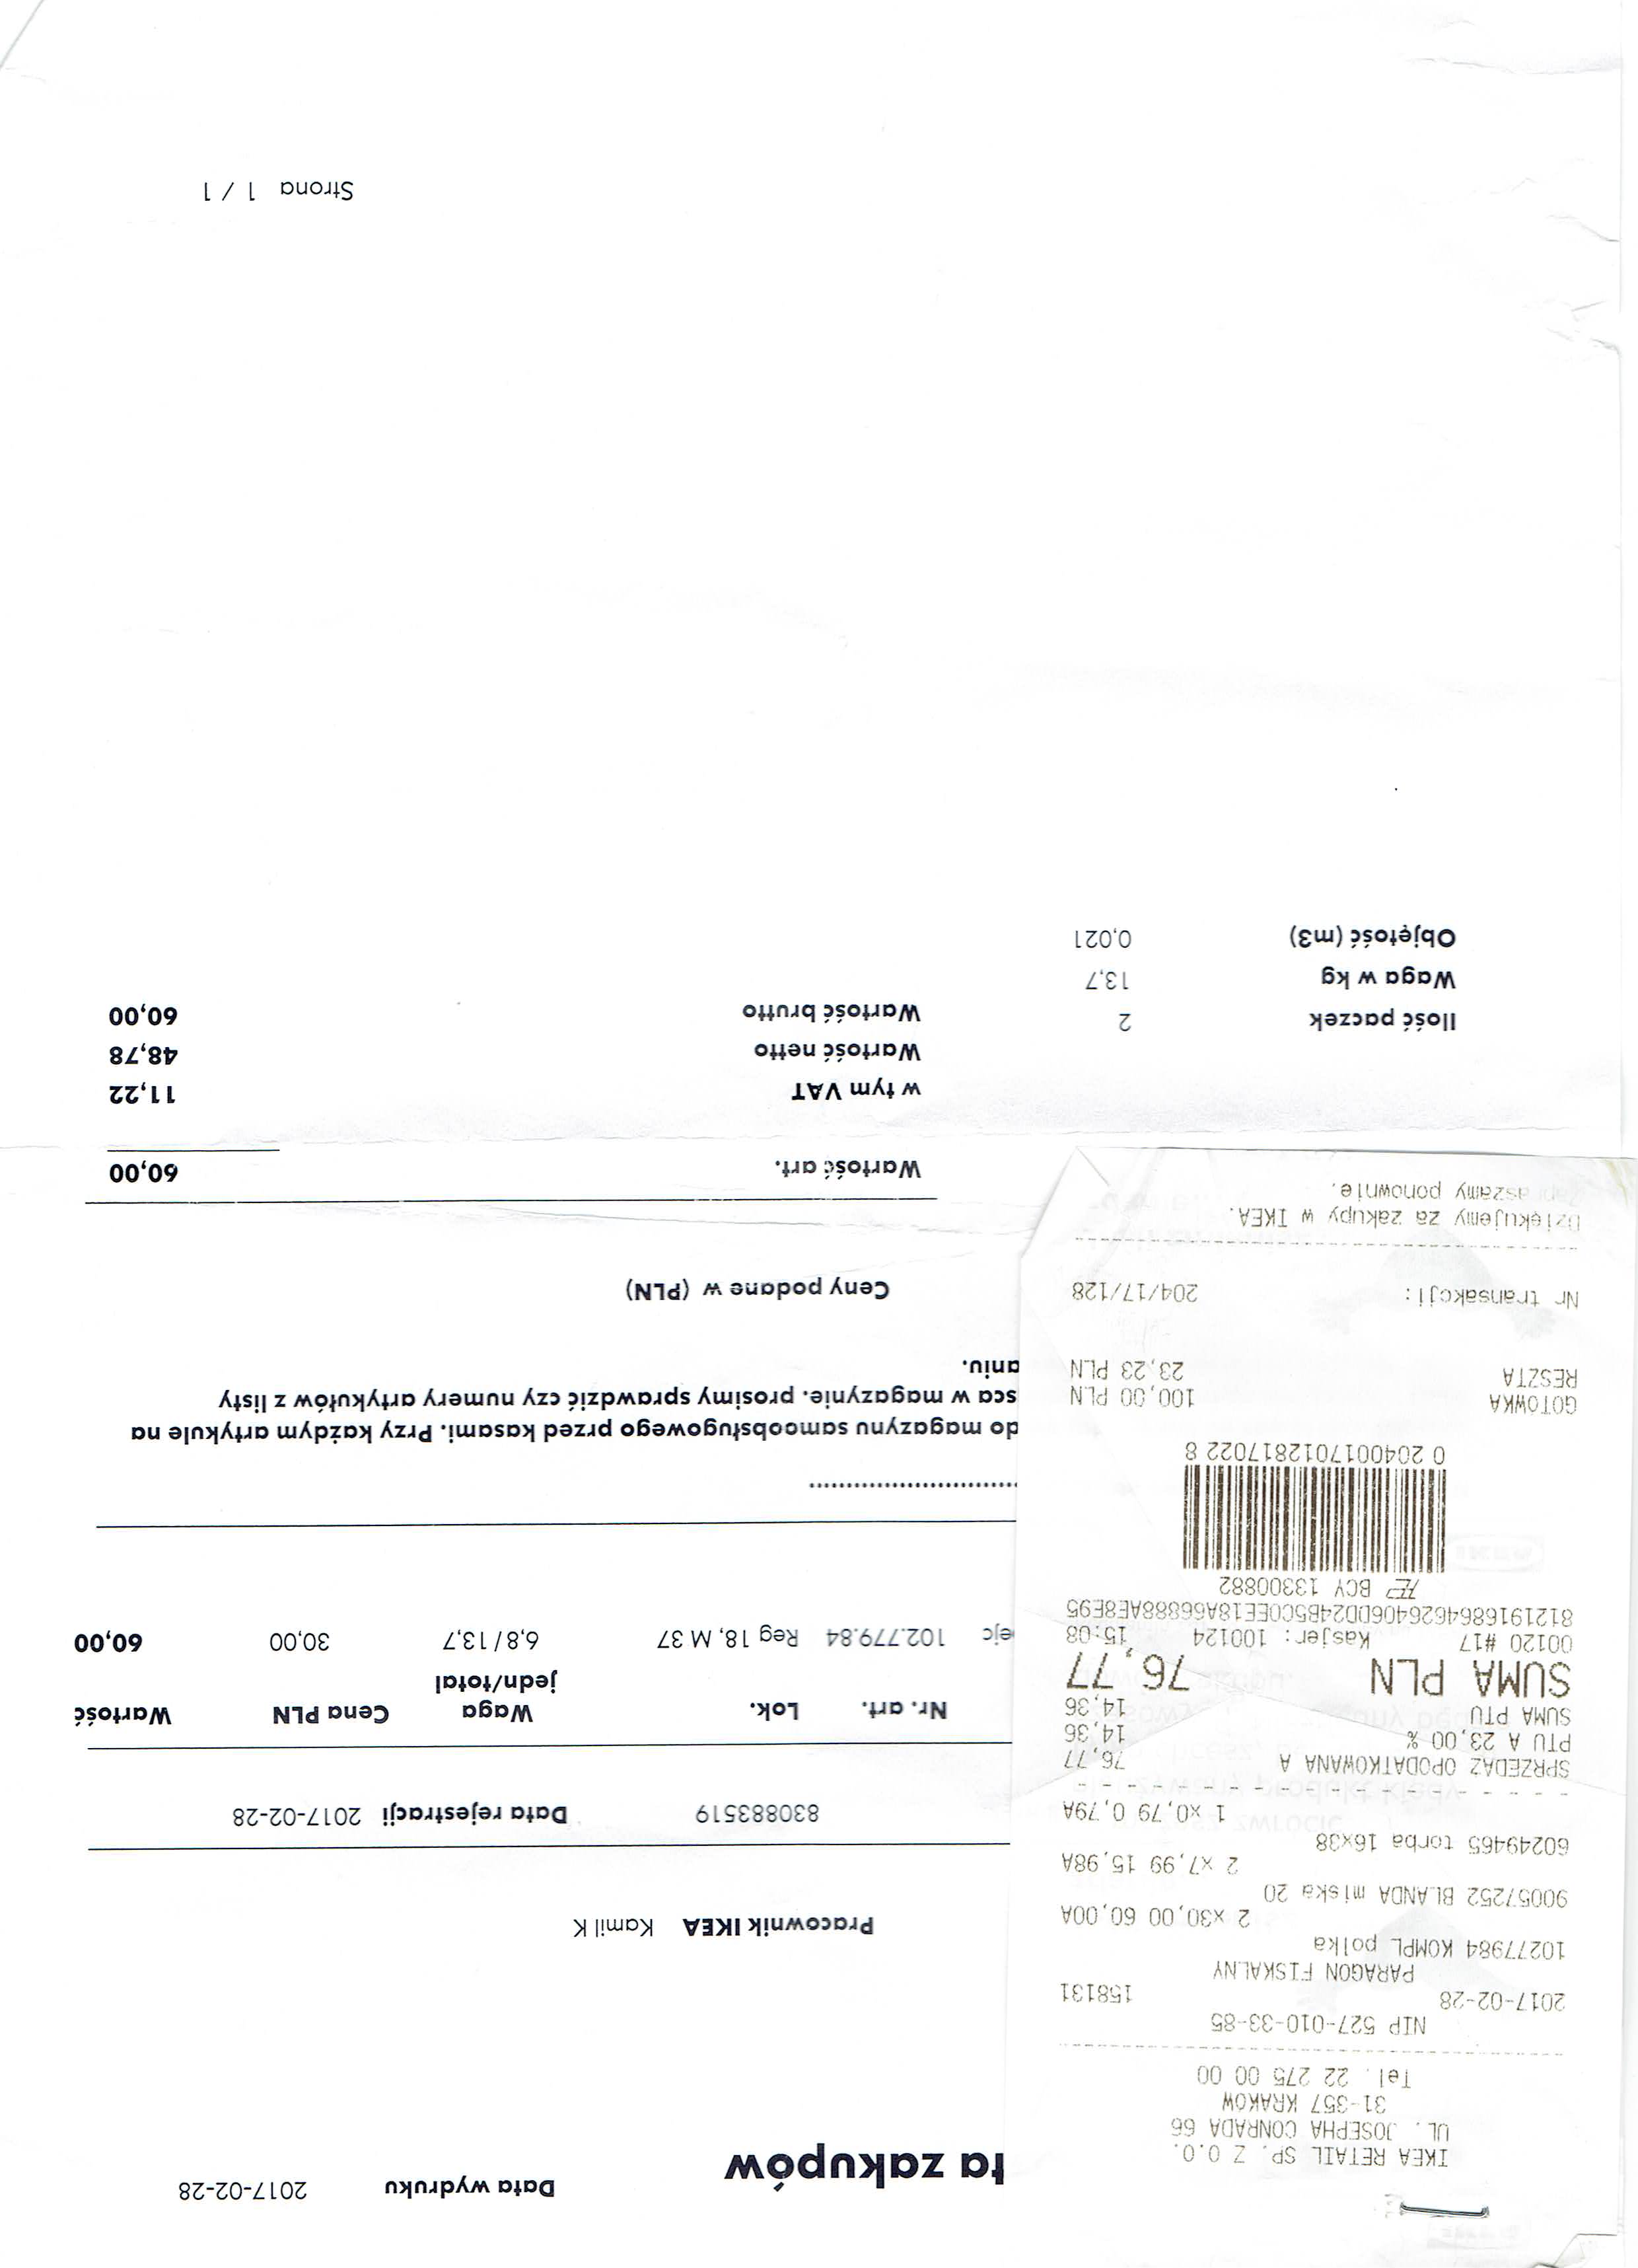 IKEA RETAIL SP. Z O.O.
UL. JOSEPHA CONRADA 66
31-357 KRAKOW
Tel. 22 275 00 00
NIP 527-010-33-85
2017-02-28 158131
PARAGON FISKALNY
10277984 KOMPL polka
2 x30,00 60,00A
90057252 BLANDA miska 20
2 x7,99 15,98A
60249465 torba 16x38
1 x0,79 0,79A
SPRZEDAZ OPODATKOWANA A 76,77
PTU A 23,00 % 14,36
SUMA PTU 14,36
SUMA PLN 76,77
00120 #17 Kasjer: 100124 15:08
BCY 13300882
0 2040017012817022 8
GOTOWKA 100,00 PLN
RESZTA 23,23 PLN
Nr transakcji: 204/17/128
Dziekujemy za zakupy w IKEA.
Zapraszamy ponownie.
ta zakupów
Data wydruku 2017-02-28
Pracownik IKEA Kamil K
830883519 Data rejestracji 2017-02-28
Nr. art. Lok. Waga jedn/total Cena PLN Wartość
ejc 102.779.84 Reg 18, M 37 6,8 / 13,7 30,00 60,00
do magazynu samoobsługowego przed kasami. Przy każdym artykule na
sca w magazynie. prosimy sprawdzić czy numery artykułów z listy
aniu.
Ceny podane w (PLN)
Wartość art. 60,00
w tym VAT 11,22
Wartość netto 48,78
Wartość brutto 60,00
Ilość paczek 2
Waga w kg 13,7
Objętość (m3) 0,021
Strona 1 / 1